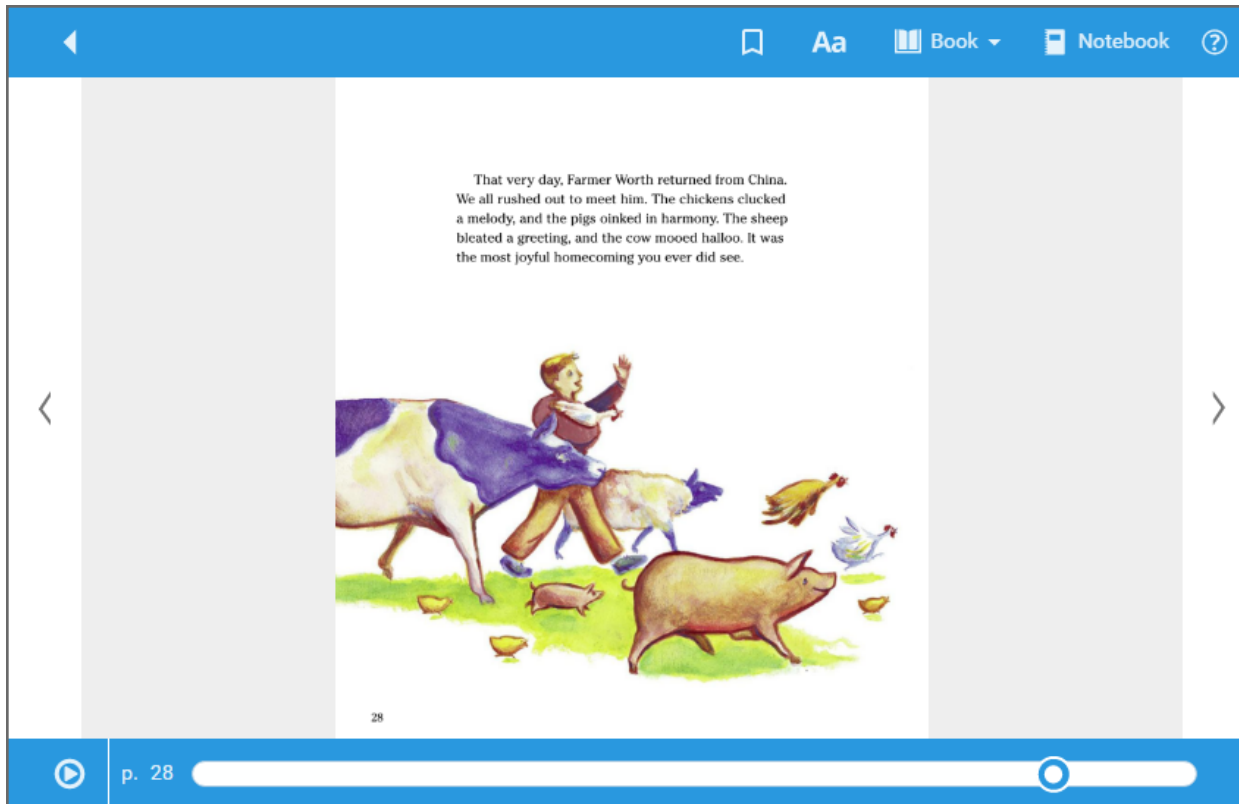 Aa
Book
Notebook
?
That very day, Farmer Worth returned from China.
We all rushed out to meet him. The chickens clucked
a melody, and the pigs oinked in harmony. The sheep
bleated a greeting, and the cow mooed halloo. It was
the most joyful homecoming you ever did see.
28
p. 28